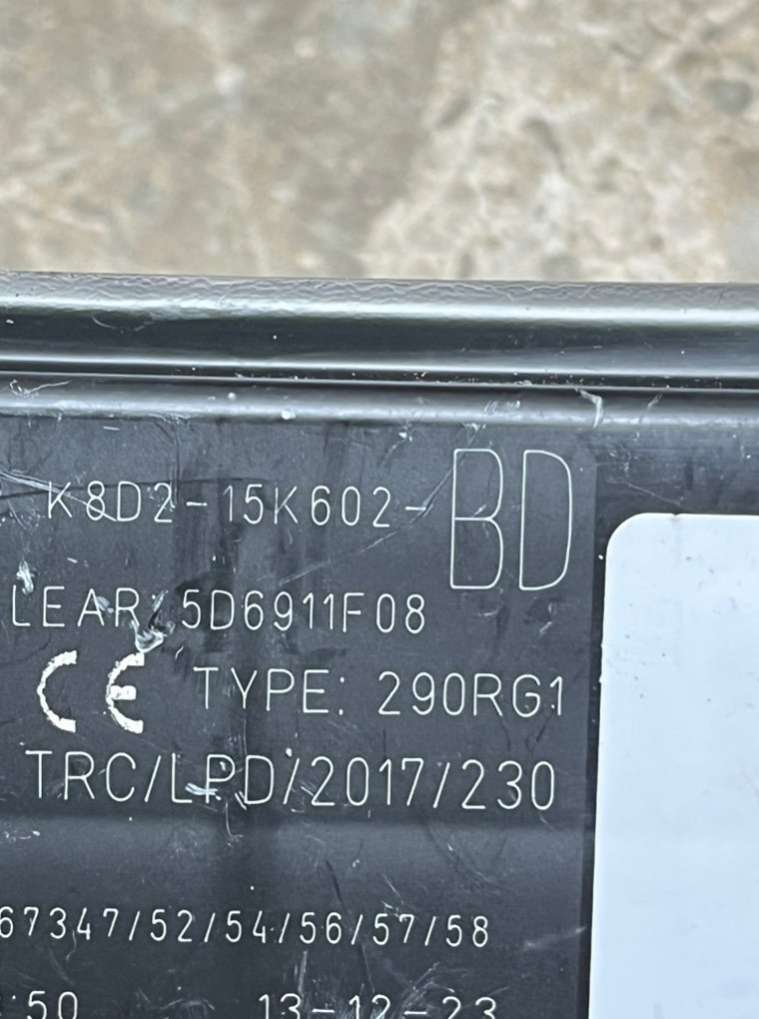 K8D2-15K602-BD
LEAR: 5D6911F08
CE TYPE: 290RG1
TRC/LPD/2017/230
67347/52/54/56/57/58
:50 13-12-23